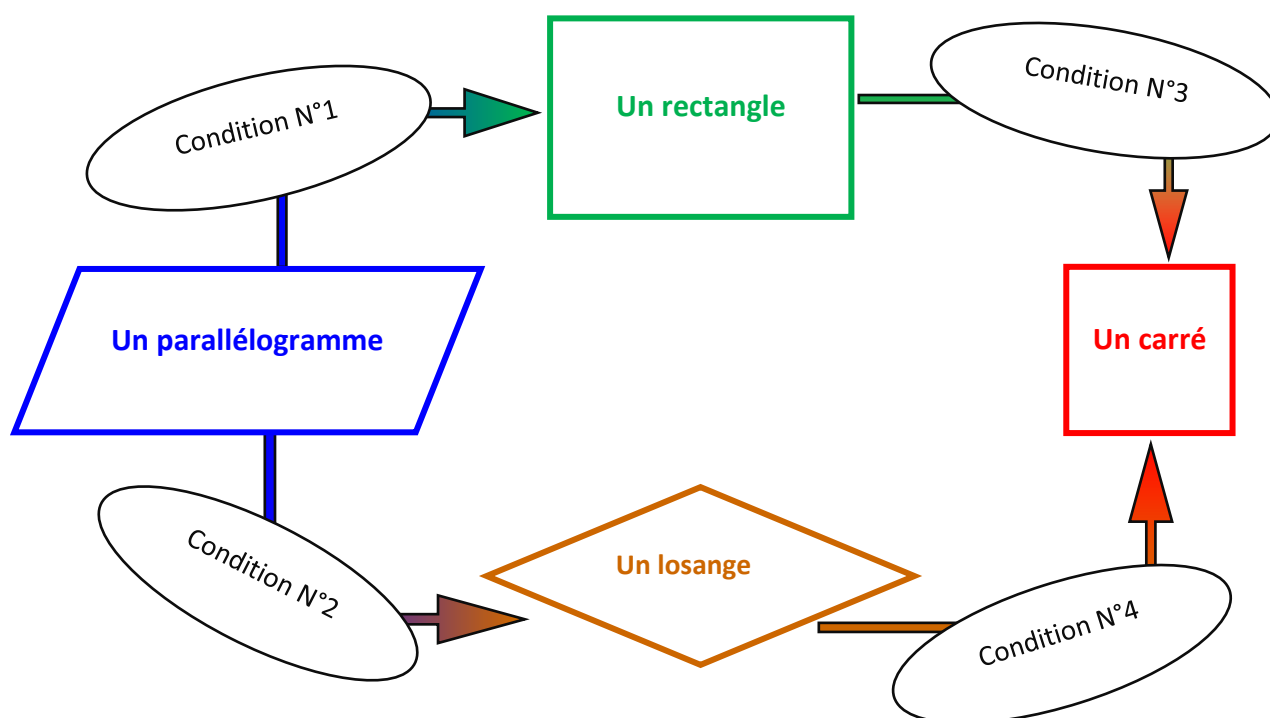 Condition N°1
Un rectangle
Condition N°3
Un parallélogramme
Un carré
Condition N°2
Un losange
Condition N°4